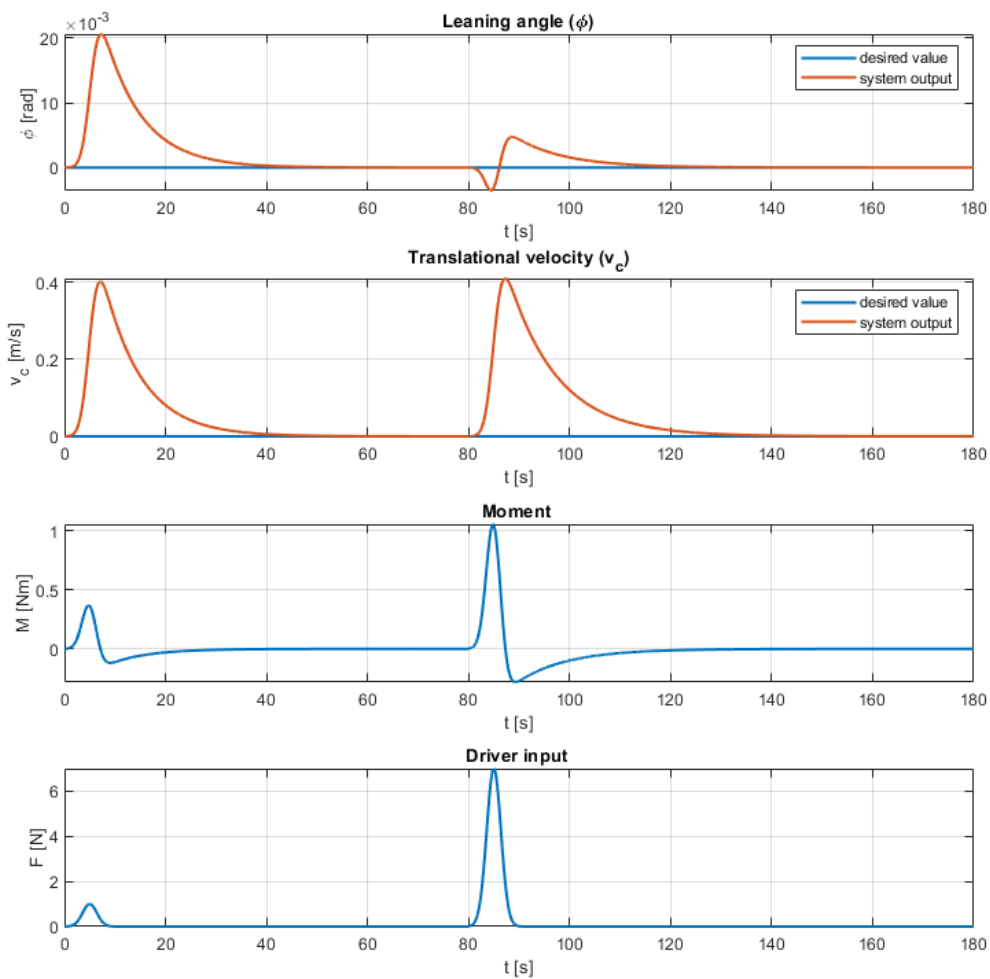 Leaning angle (ϕ)
×10⁻³
desired value
system output
20
10
0
ϕ [rad]
0 20 40 60 80 100 120 140 160 180
t [s]
Translational velocity (v_c)
desired value
system output
0.4
0.2
0
v_c [m/s]
0 20 40 60 80 100 120 140 160 180
t [s]
Moment
1
0.5
0
M [Nm]
0 20 40 60 80 100 120 140 160 180
t [s]
Driver input
6
4
2
0
F [N]
0 20 40 60 80 100 120 140 160 180
t [s]